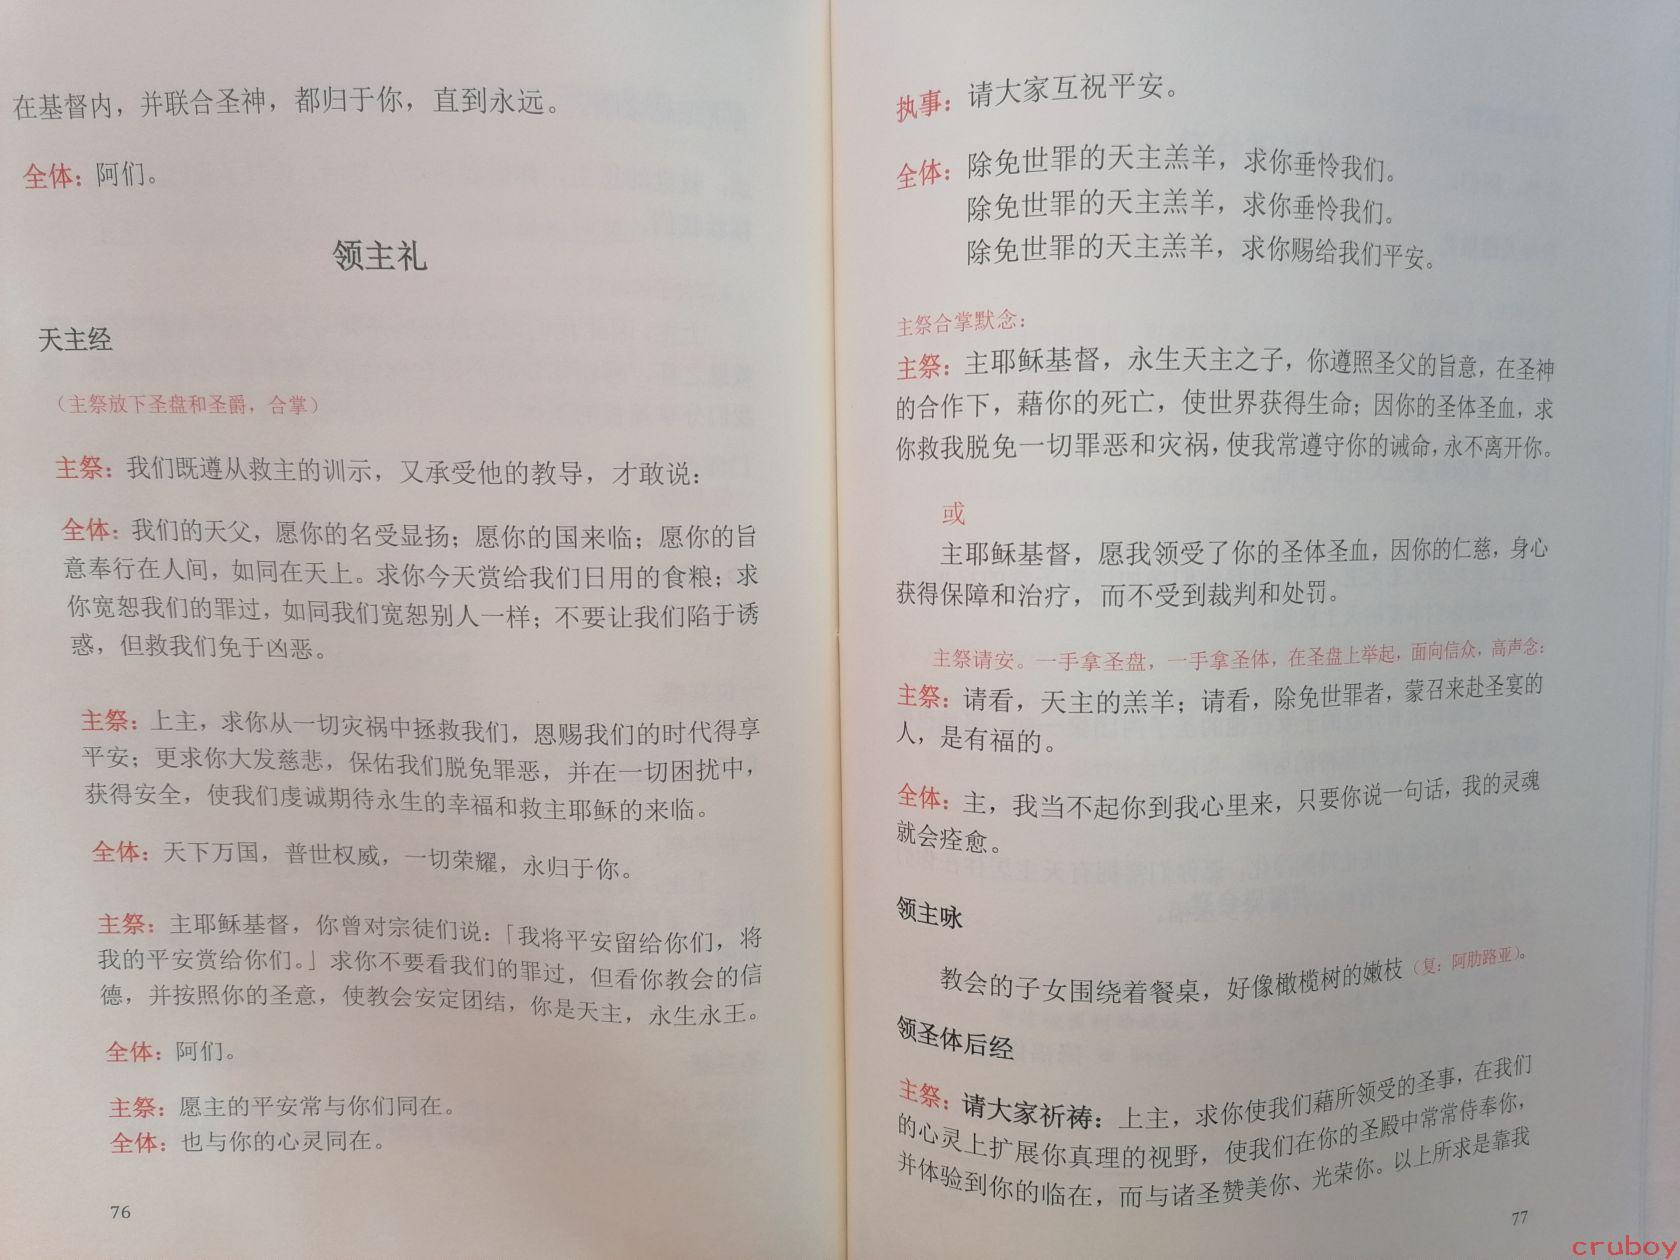 在基督内，并联合圣神，都归于你，直到永远。
全体：阿们。
领主礼
天主经
（主祭放下圣盘和圣爵，合掌）
主祭：我们既遵从救主的训示，又承受他的教导，才敢说：
全体：我们的天父，愿你的名受显扬；愿你的国来临；愿你的旨
意奉行在人间，如同在天上。求你今天赏给我们日用的食粮；求
你宽恕我们的罪过，如同我们宽恕别人一样；不要让我们陷于诱
惑，但救我们免于凶恶。
主祭：上主，求你从一切灾祸中拯救我们，恩赐我们的时代得享
平安；更求你大发慈悲，保佑我们脱免罪恶，并在一切困扰中，
获得安全，使我们虔诚期待永生的幸福和救主耶稣的来临。
全体：天下万国，普世权威，一切荣耀，永归于你。
主祭：主耶稣基督，你曾对宗徒们说：「我将平安留给你们，将
我的平安赏给你们。」求你不要看我们的罪过，但看你教会的信
德，并按照你的圣意，使教会安定团结，你是天主，永生永王。
全体：阿们。
主祭：愿主的平安常与你们同在。
全体：也与你的心灵同在。
76
执事：请大家互祝平安。
全体：除免世罪的天主羔羊，求你垂怜我们。
除免世罪的天主羔羊，求你垂怜我们。
除免世罪的天主羔羊，求你赐给我们平安。
主祭合掌默念：
主祭：主耶稣基督，永生天主之子，你遵照圣父的旨意，在圣神
的合作下，藉你的死亡，使世界获得生命；因你的圣体圣血，求
你救我脱免一切罪恶和灾祸，使我常遵守你的诫命，永不离开你。
或
主耶稣基督，愿我领受了你的圣体圣血，因你的仁慈，身心
获得保障和治疗，而不受到裁判和处罚。
主祭请安。一手拿圣盘，一手拿圣体，在圣盘上举起，面向信众，高声念：
主祭：请看，天主的羔羊；请看，除免世罪者，蒙召来赴圣宴的
人，是有福的。
全体：主，我当不起你到我心里来，只要你说一句话，我的灵魂
就会痊愈。
领主咏
教会的子女围绕着餐桌，好像橄榄树的嫩枝（复：阿肋路亚）。
领圣体后经
主祭：请大家祈祷：上主，求你使我们藉所领受的圣事，在我们
的心灵上扩展你真理的视野，使我们在你的圣殿中常常侍奉你，
并体验到你的临在，而与诸圣赞美你、光荣你。以上所求是靠我
77
cruboy